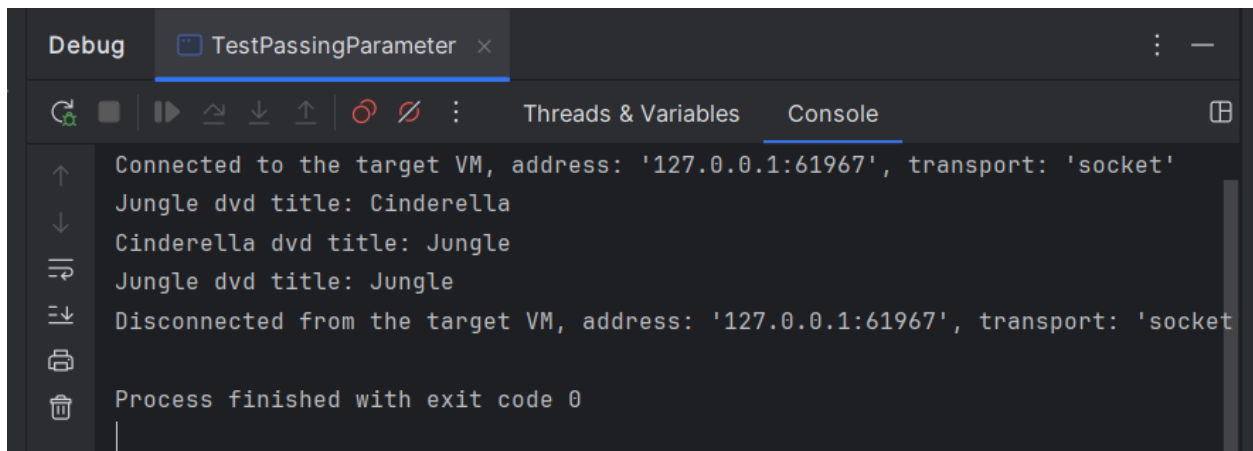 Debug TestPassingParameter
Threads & Variables Console
Connected to the target VM, address: '127.0.0.1:61967', transport: 'socket'
Jungle dvd title: Cinderella
Cinderella dvd title: Jungle
Jungle dvd title: Jungle
Disconnected from the target VM, address: '127.0.0.1:61967', transport: 'socket
Process finished with exit code 0